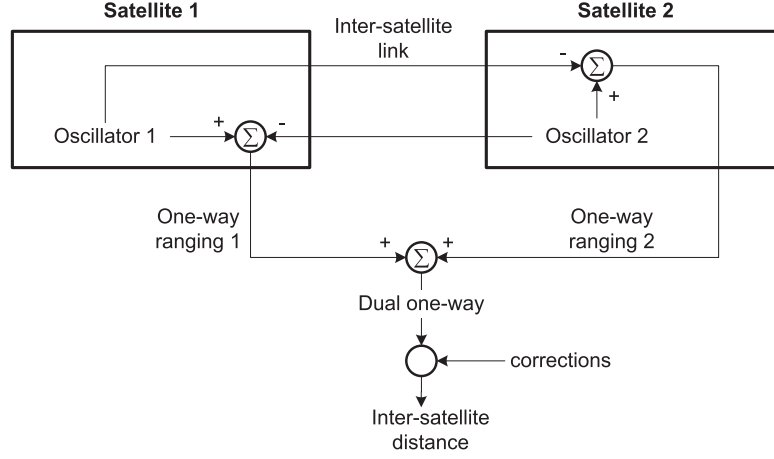 Satellite 1
Satellite 2
Inter-satellite
link
-
Σ
+
Oscillator 1
+
Σ
-
Oscillator 2
One-way
ranging 1
One-way
ranging 2
+
Σ
+
Dual one-way
corrections
Inter-satellite
distance